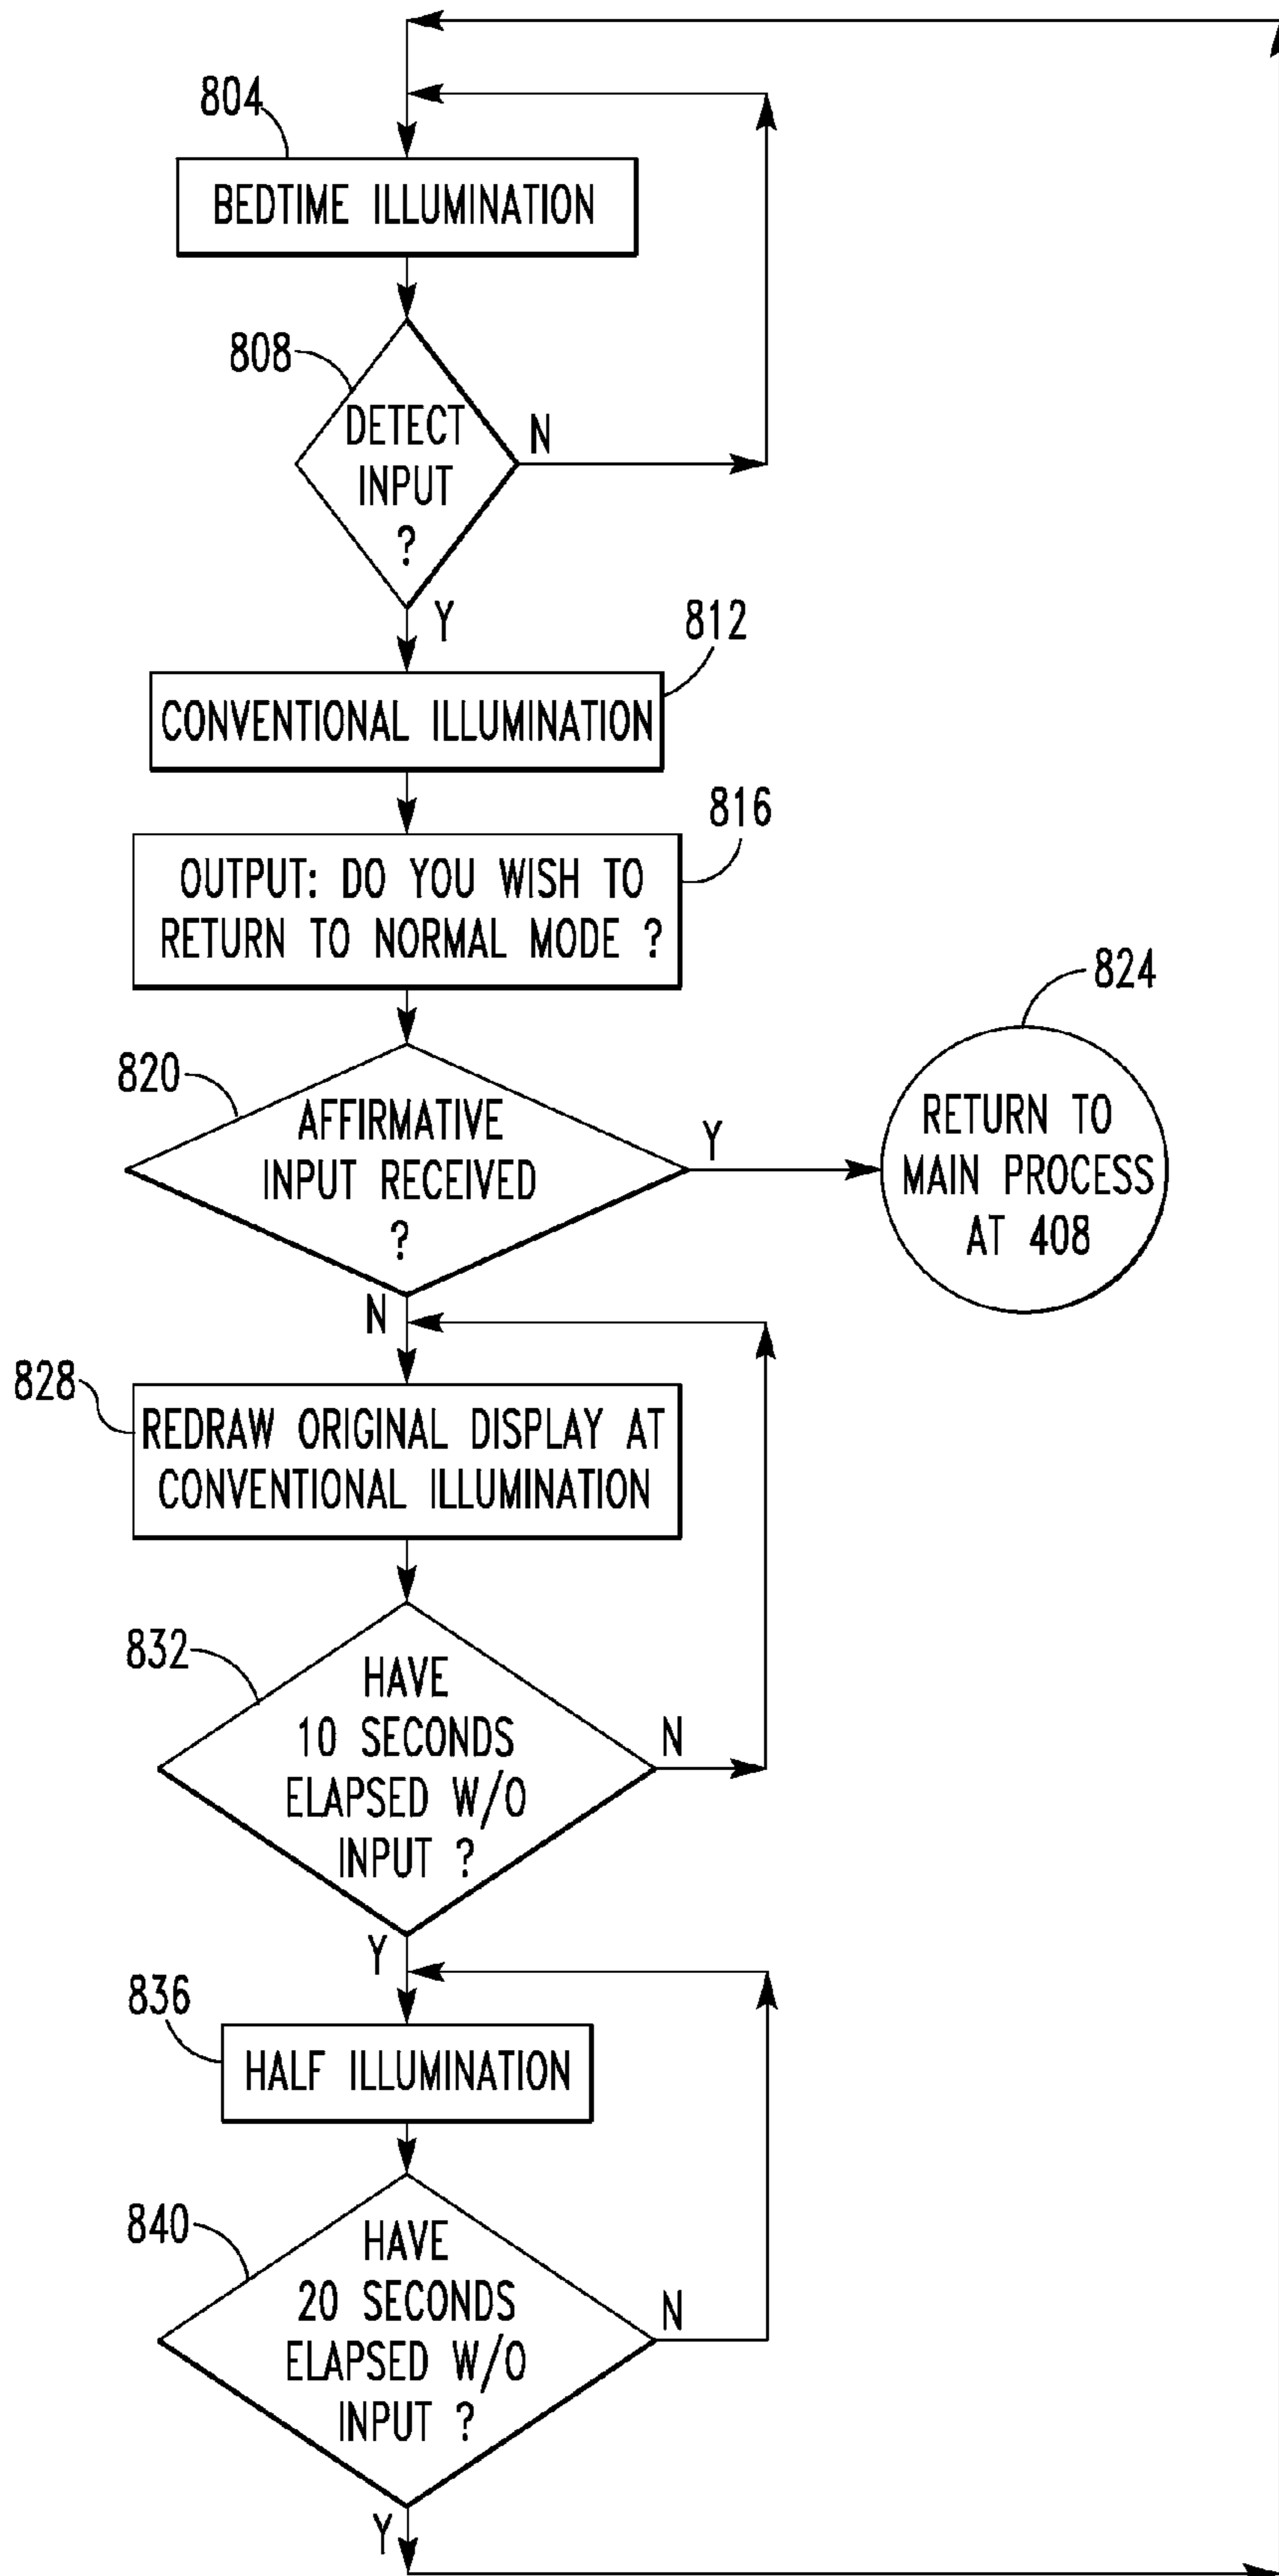 804
BEDTIME ILLUMINATION
808
DETECT
INPUT
?
N
Y
812
CONVENTIONAL ILLUMINATION
816
OUTPUT: DO YOU WISH TO
RETURN TO NORMAL MODE ?
824
820
AFFIRMATIVE
INPUT RECEIVED
?
Y
RETURN TO
MAIN PROCESS
AT 408
N
828
REDRAW ORIGINAL DISPLAY AT
CONVENTIONAL ILLUMINATION
832
HAVE
10 SECONDS
ELAPSED W/O
INPUT ?
N
Y
836
HALF ILLUMINATION
840
HAVE
20 SECONDS
ELAPSED W/O
INPUT ?
N
Y